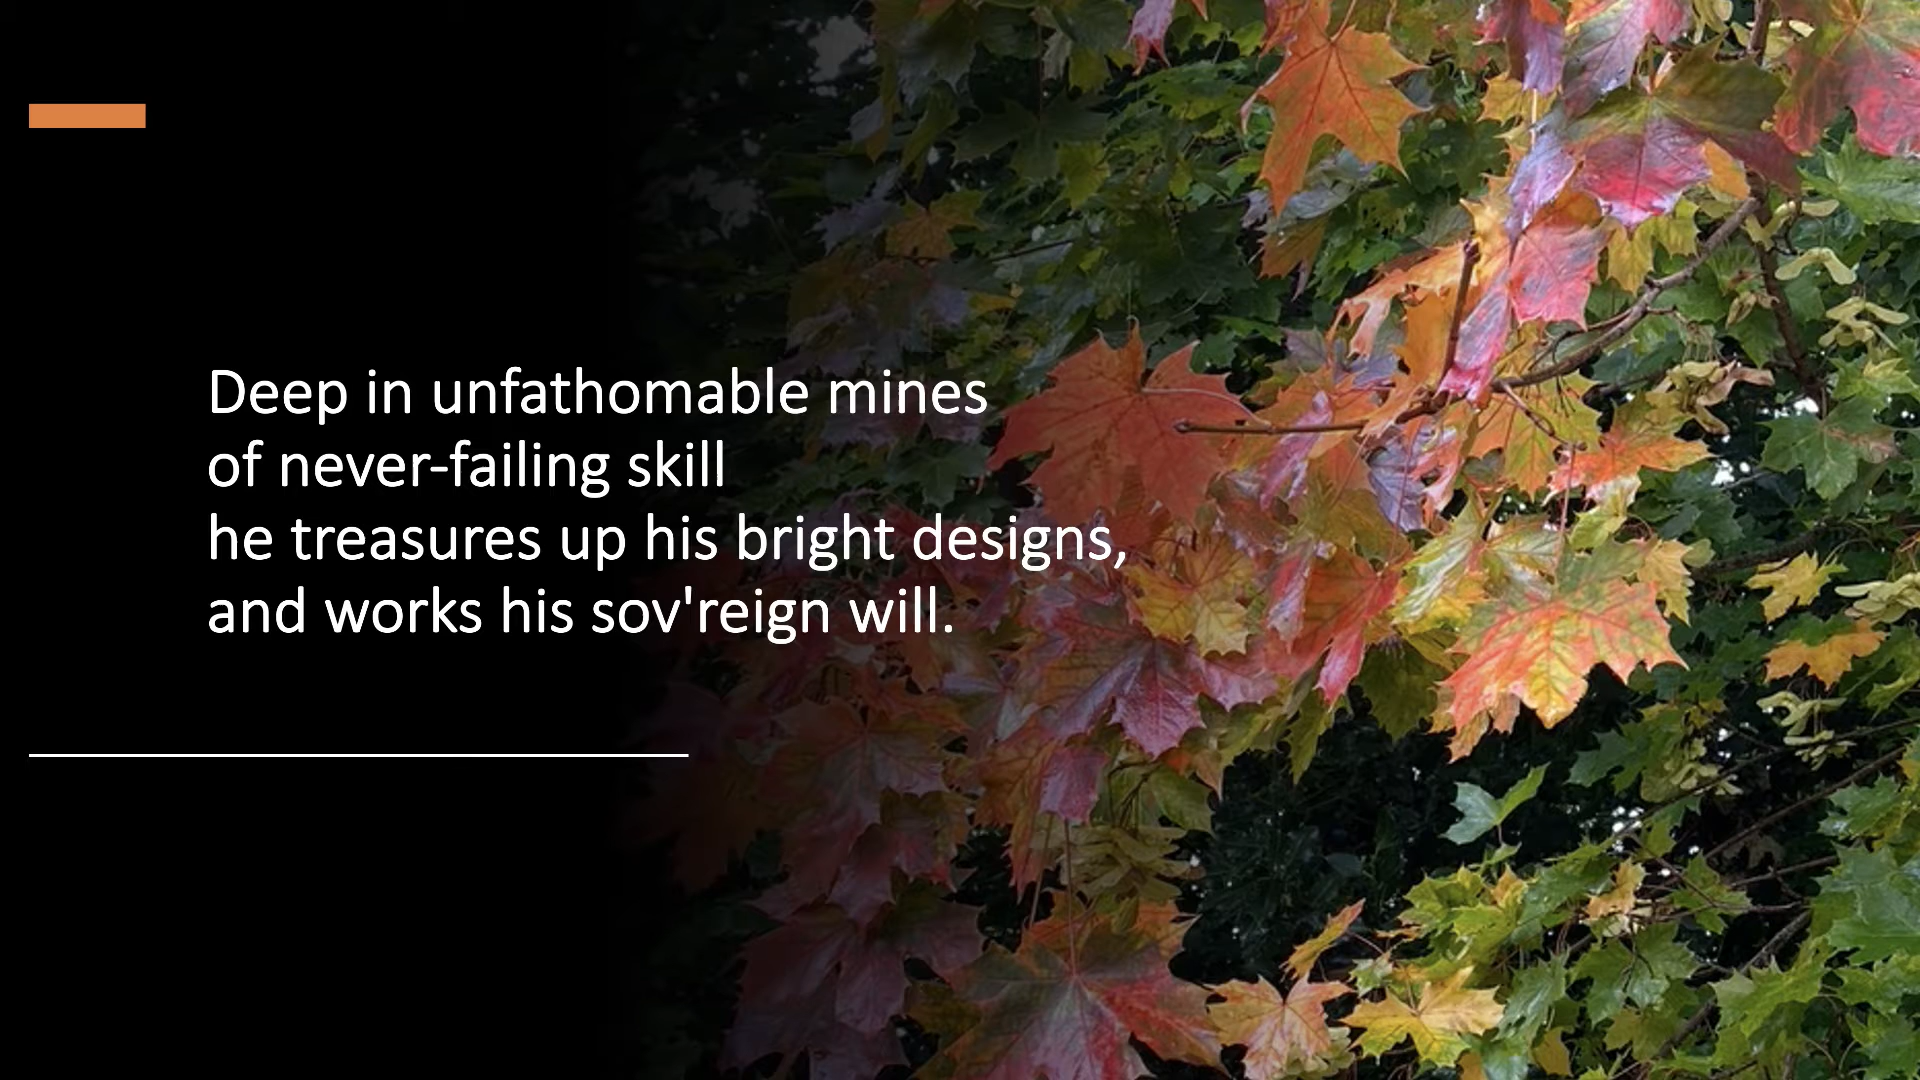 Deep in unfathomable mines
of never-failing skill
he treasures up his bright designs,
and works his sov'reign will.